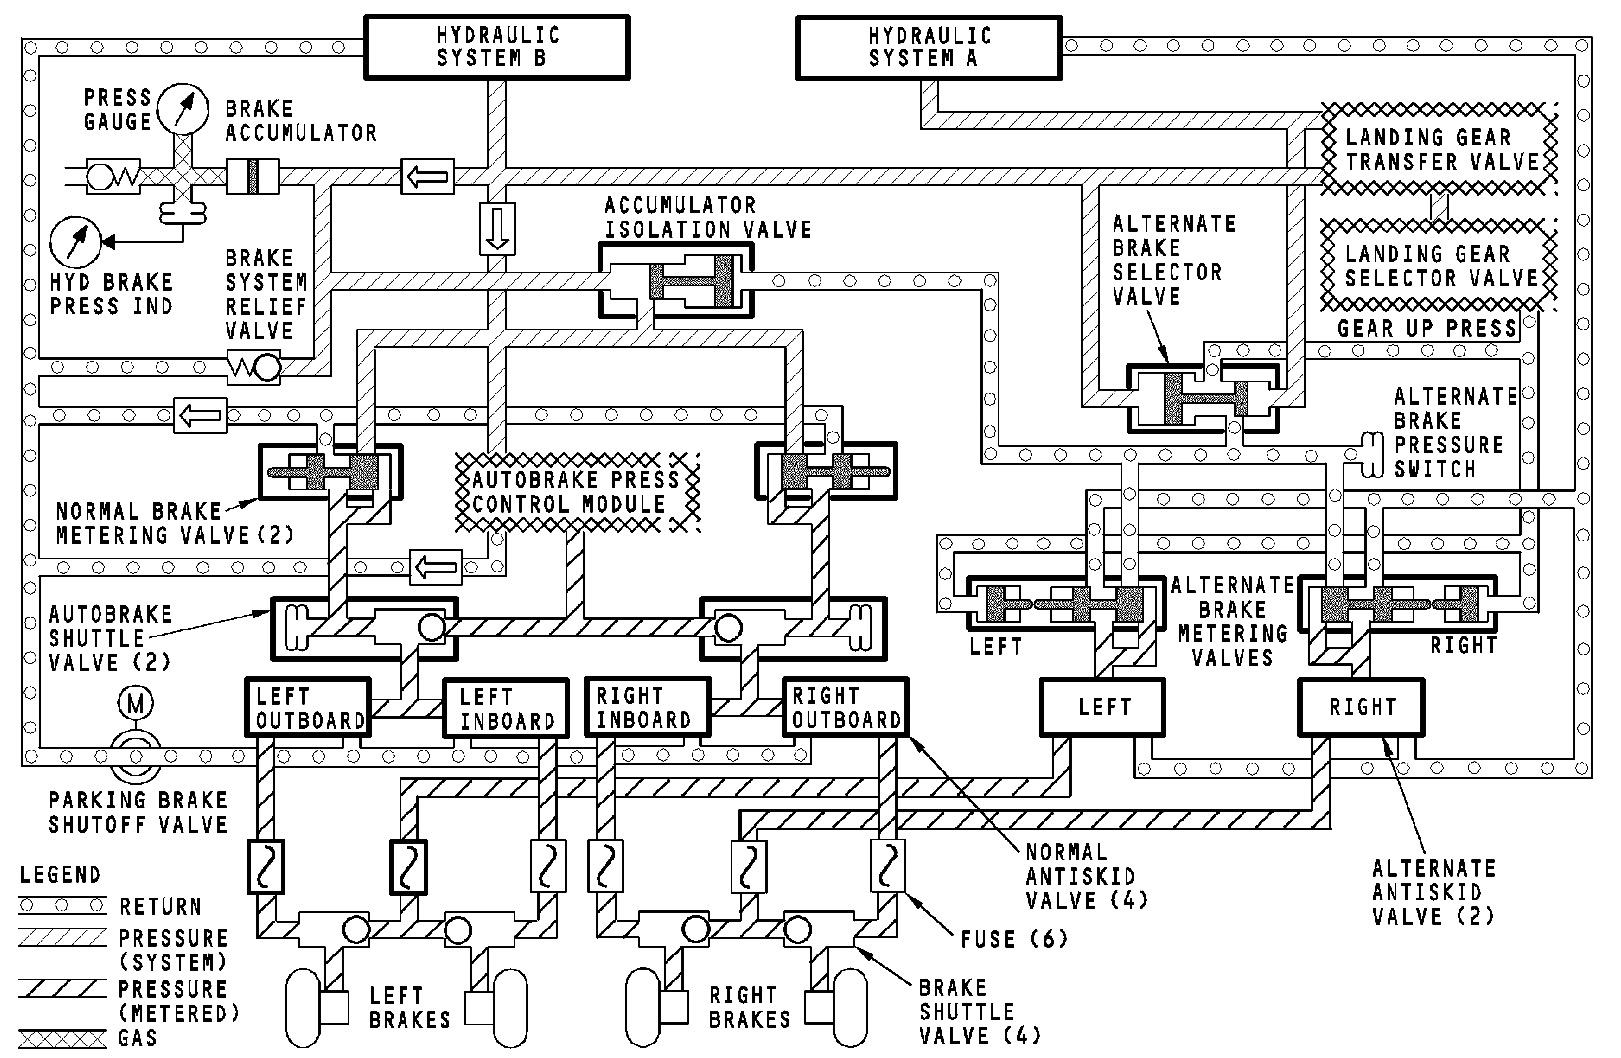 HYDRAULIC
SYSTEM B
HYDRAULIC
SYSTEM A
PRESS
GAUGE
BRAKE
ACCUMULATOR
LANDING GEAR
TRANSFER VALVE
ACCUMULATOR
ISOLATION VALVE
ALTERNATE
BRAKE
SELECTOR
VALVE
LANDING GEAR
SELECTOR VALVE
HYD BRAKE
PRESS IND
BRAKE
SYSTEM
RELIEF
VALVE
GEAR UP PRESS
ALTERNATE
BRAKE
PRESSURE
SWITCH
AUTOBRAKE PRESS
CONTROL MODULE
NORMAL BRAKE
METERING VALVE (2)
AUTOBRAKE
SHUTTLE
VALVE (2)
LEFT
ALTERNATE
BRAKE
METERING
VALVES
RIGHT
M
LEFT
OUTBOARD
LEFT
INBOARD
RIGHT
INBOARD
RIGHT
OUTBOARD
LEFT
RIGHT
PARKING BRAKE
SHUTOFF VALVE
NORMAL
ANTISKID
VALVE (4)
ALTERNATE
ANTISKID
VALVE (2)
FUSE (6)
LEGEND
RETURN
PRESSURE
(SYSTEM)
PRESSURE
(METERED)
GAS
LEFT
BRAKES
RIGHT
BRAKES
BRAKE
SHUTTLE
VALVE (4)